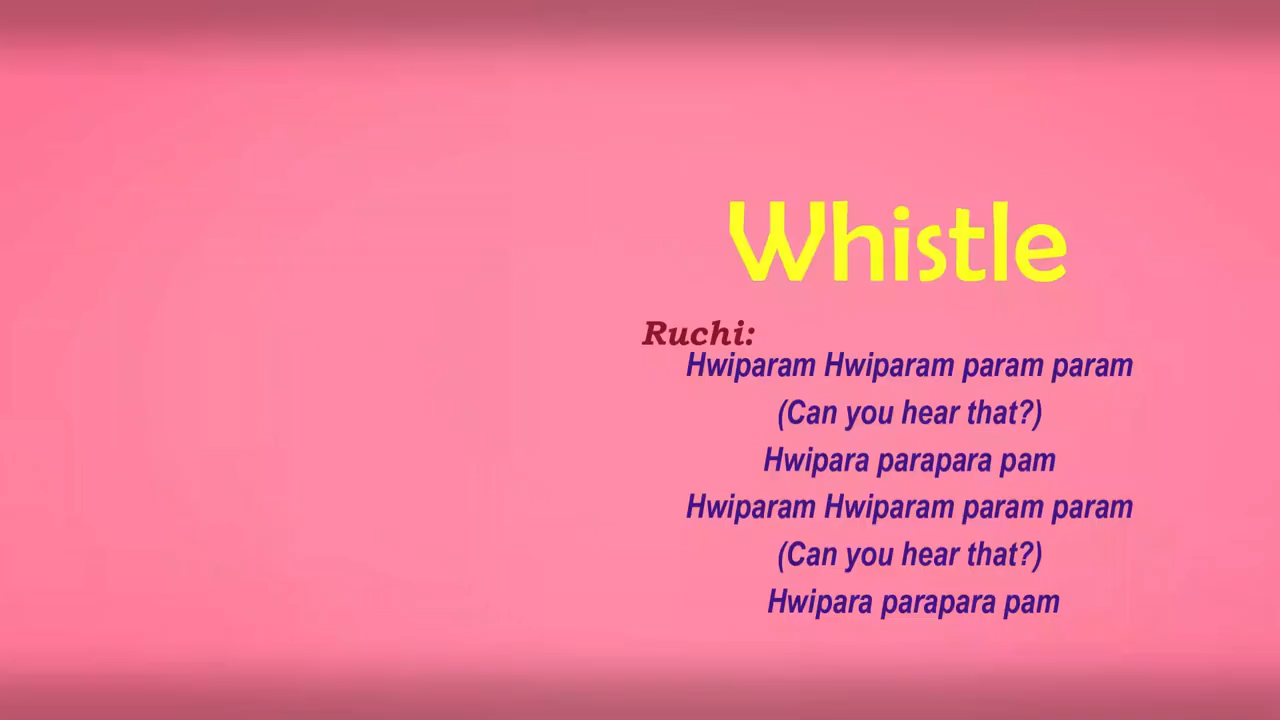 Whistle
Ruchi:
Hwiparam Hwiparam param param
(Can you hear that?)
Hwipara parapara pam
Hwiparam Hwiparam param param
(Can you hear that?)
Hwipara parapara pam